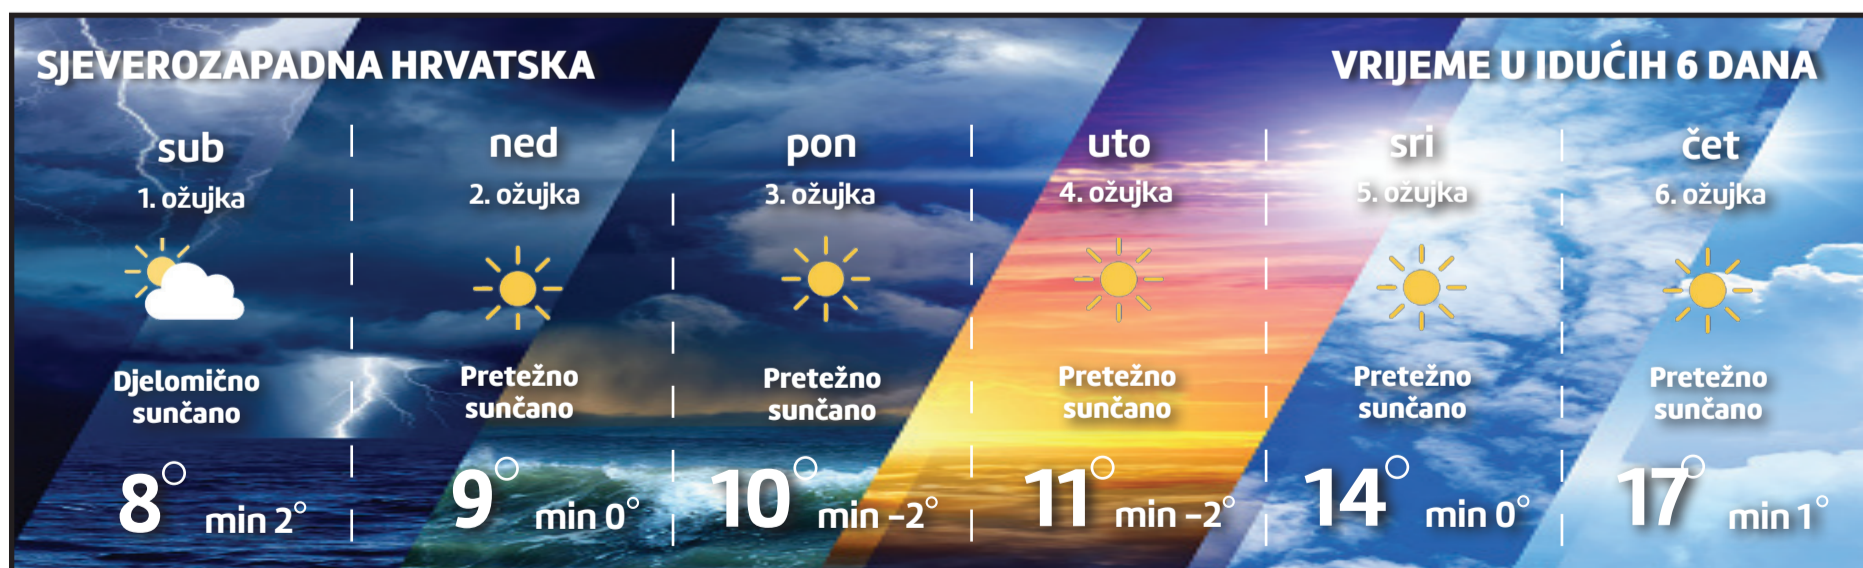 SJEVEROZAPADNA HRVATSKA
VRIJEME U IDUĆIH 6 DANA
sub
1. ožujka
Djelomično
sunčano
8° min 2°
ned
2. ožujka
Pretežno
sunčano
9° min 0°
pon
3. ožujka
Pretežno
sunčano
10° min –2°
uto
4. ožujka
Pretežno
sunčano
11° min –2°
sri
5. ožujka
Pretežno
sunčano
14° min 0°
čet
6. ožujka
Pretežno
sunčano
17° min 1°